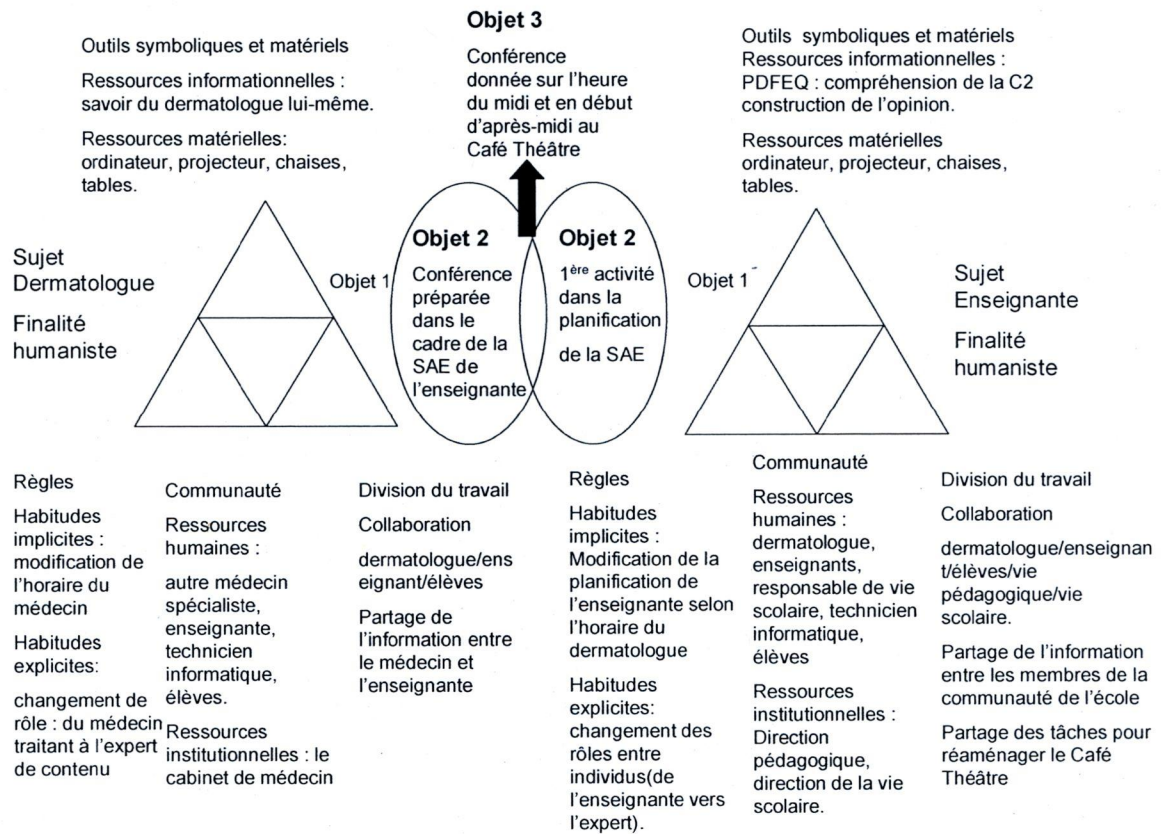 Outils symboliques et matériels
Ressources informationnelles :
savoir du dermatologue lui-même.
Ressources matérielles:
ordinateur, projecteur, chaises,
tables.
Objet 3
Conférence
donnée sur l'heure
du midi et en début
d'après-midi au
Café Théâtre
Outils symboliques et matériels
Ressources informationnelles :
PDFEQ : compréhension de la C2
construction de l'opinion.
Ressources matérielles
ordinateur, projecteur, chaises,
tables.
Sujet
Dermatologue
Finalité
humaniste
Objet 1
Objet 2
Conférence
préparée
dans le
cadre de la
SAE de
l'enseignante
Objet 2
1ère activité
dans la
planification
de la SAE
Objet 1
Sujet
Enseignante
Finalité
humaniste
Règles
Habitudes
implicites :
modification de
l'horaire du
médecin
Habitudes
explicites:
changement de
rôle : du médecin
traitant à l'expert
de contenu
Communauté
Ressources
humaines :
autre médecin
spécialiste,
enseignante,
technicien
informatique,
élèves.
Ressources
institutionnelles : le
cabinet de médecin
Division du travail
Collaboration
dermatologue/ens
eignant/élèves
Partage de
l'information entre
le médecin et
l'enseignante
Règles
Habitudes
implicites :
Modification de la
planification de
l'enseignante selon
l'horaire du
dermatologue
Habitudes
explicites:
changement des
rôles entre
individus(de
l'enseignante vers
l'expert).
Communauté
Ressources
humaines :
dermatologue,
enseignants,
responsable de vie
scolaire, technicien
informatique,
élèves
Ressources
institutionnelles :
Direction
pédagogique,
direction de la vie
scolaire.
Division du travail
Collaboration
dermatologue/enseignan
t/élèves/vie
pédagogique/vie
scolaire.
Partage de l'information
entre les membres de la
communauté de l'école
Partage des tâches pour
réaménager le Café
Théâtre